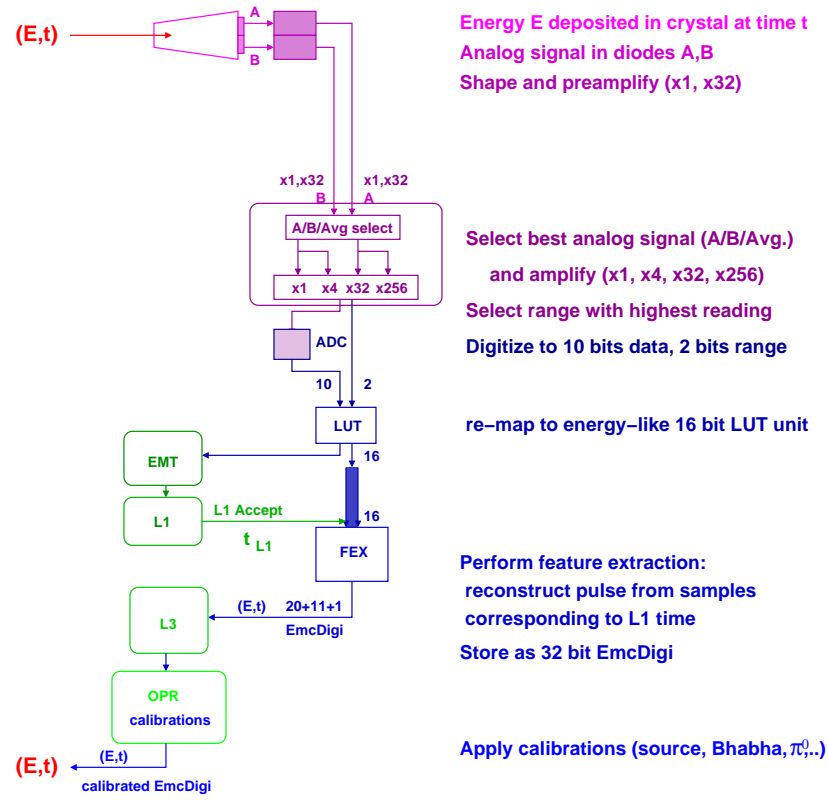 A
(E,t)
B
Energy E deposited in crystal at time t
Analog signal in diodes A,B
Shape and preamplify (x1, x32)
x1,x32 x1,x32
B A
A/B/Avg select
Select best analog signal (A/B/Avg.)
and amplify (x1, x4, x32, x256)
x1 x4 x32 x256
Select range with highest reading
ADC
Digitize to 10 bits data, 2 bits range
10 2
LUT
re−map to energy−like 16 bit LUT unit
EMT
16
L1 Accept
L1
16
t L1
FEX
Perform feature extraction:
reconstruct pulse from samples
corresponding to L1 time
(E,t) 20+11+1
L3
EmcDigi
Store as 32 bit EmcDigi
OPR
calibrations
Apply calibrations (source, Bhabha, π0,..)
(E,t)
(E,t)
calibrated EmcDigi